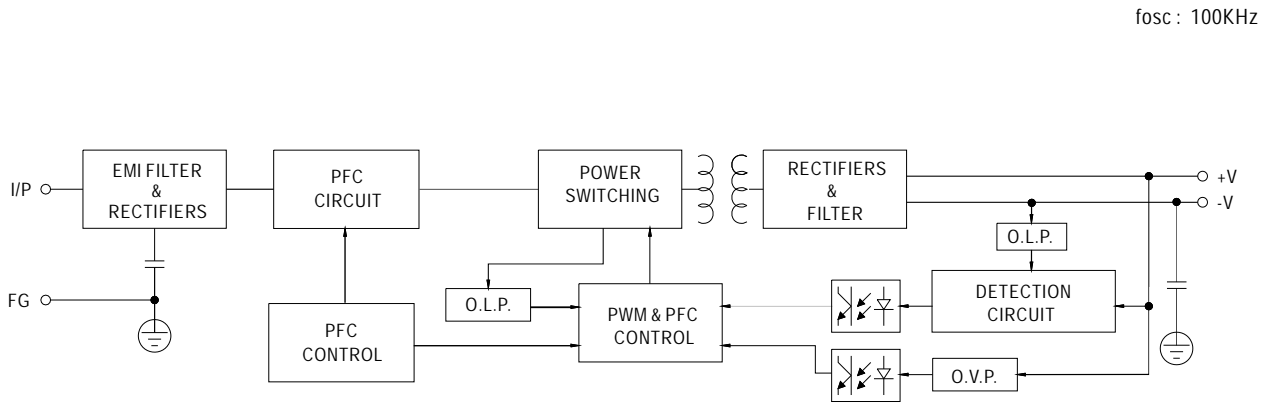 fosc : 100KHz
I/P
EMI FILTER
&
RECTIFIERS
PFC
CIRCUIT
POWER
SWITCHING
RECTIFIERS
&
FILTER
+V
-V
O.L.P.
FG
O.L.P.
PFC
CONTROL
PWM & PFC
CONTROL
DETECTION
CIRCUIT
O.V.P.